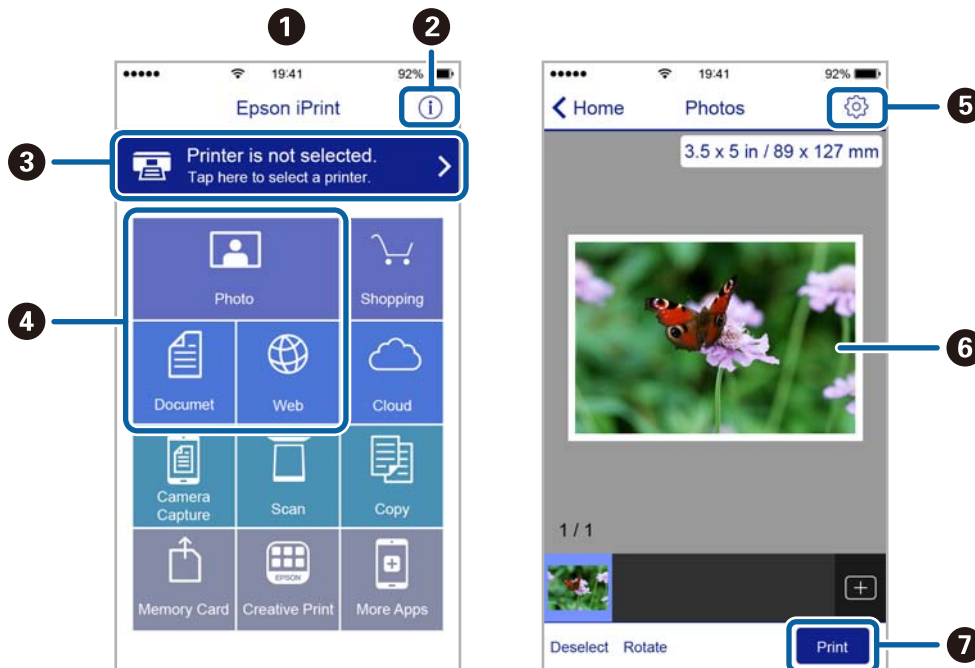 1
2
19:41
92%
Epson iPrint
i
3
Printer is not selected.
Tap here to select a printer.
4
Photo
Shopping
Documet
Web
Cloud
Camera
Capture
Scan
Copy
EPSON
Memory Card
Creative Print
More Apps
19:41
92%
Home
Photos
5
3.5 x 5 in / 89 x 127 mm
6
1 / 1
Deselect
Rotate
Print
7